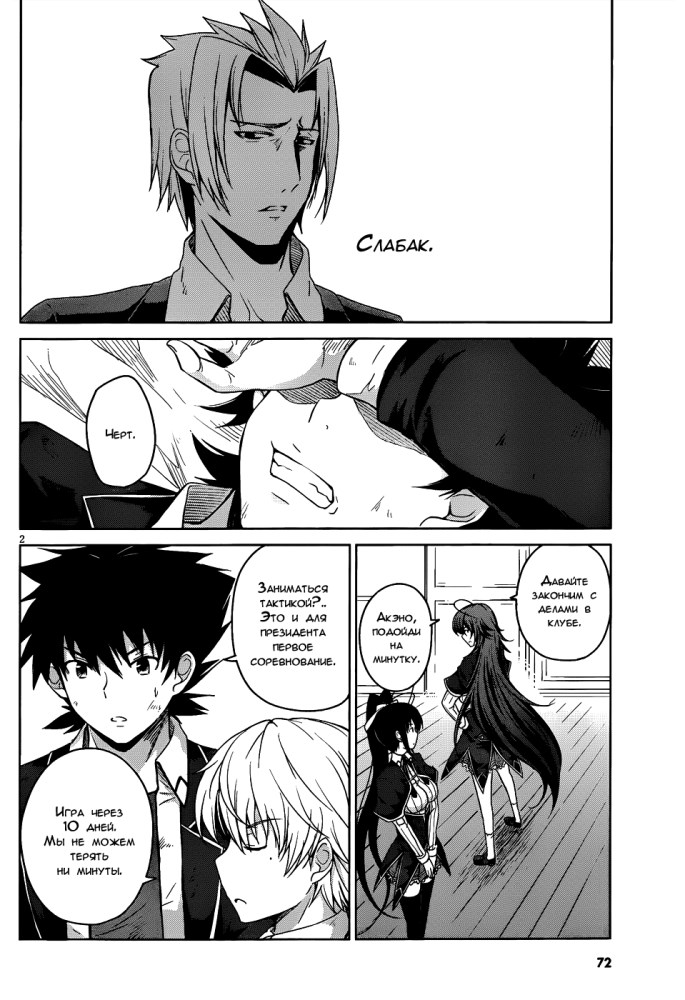 Слабак.
Черт.
2
Давайте
закончим с
делами в
клубе.
Акэно,
подойди
на
минутку.
Заниматься
тактикой?..
Это и для
президента
первое
соревнование.
Игра через
10 дней.
Мы не можем
терять
ни минуты.
72